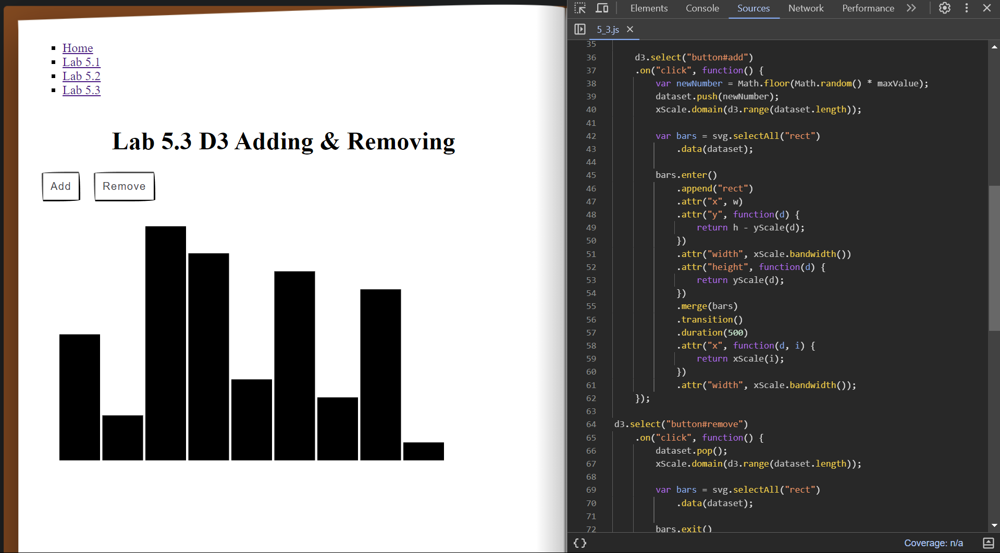 Home
Lab 5.1
Lab 5.2
Lab 5.3
Lab 5.3 D3 Adding & Removing
Add
Remove
Elements
Console
Sources
Network
Performance
5_3.js
35
36 d3.select("button#add")
37 .on("click", function() {
38 var newNumber = Math.floor(Math.random() * maxValue);
39 dataset.push(newNumber);
40 xScale.domain(d3.range(dataset.length));
41
42 var bars = svg.selectAll("rect")
43 .data(dataset);
44
45 bars.enter()
46 .append("rect")
47 .attr("x", w)
48 .attr("y", function(d) {
49 return h - yScale(d);
50 })
51 .attr("width", xScale.bandwidth())
52 .attr("height", function(d) {
53 return yScale(d);
54 })
55 .merge(bars)
56 .transition()
57 .duration(500)
58 .attr("x", function(d, i) {
59 return xScale(i);
60 })
61 .attr("width", xScale.bandwidth());
62 });
63
64 d3.select("button#remove")
65 .on("click", function() {
66 dataset.pop();
67 xScale.domain(d3.range(dataset.length));
68
69 var bars = svg.selectAll("rect")
70 .data(dataset);
71
72 bars.exit()
{} Coverage: n/a